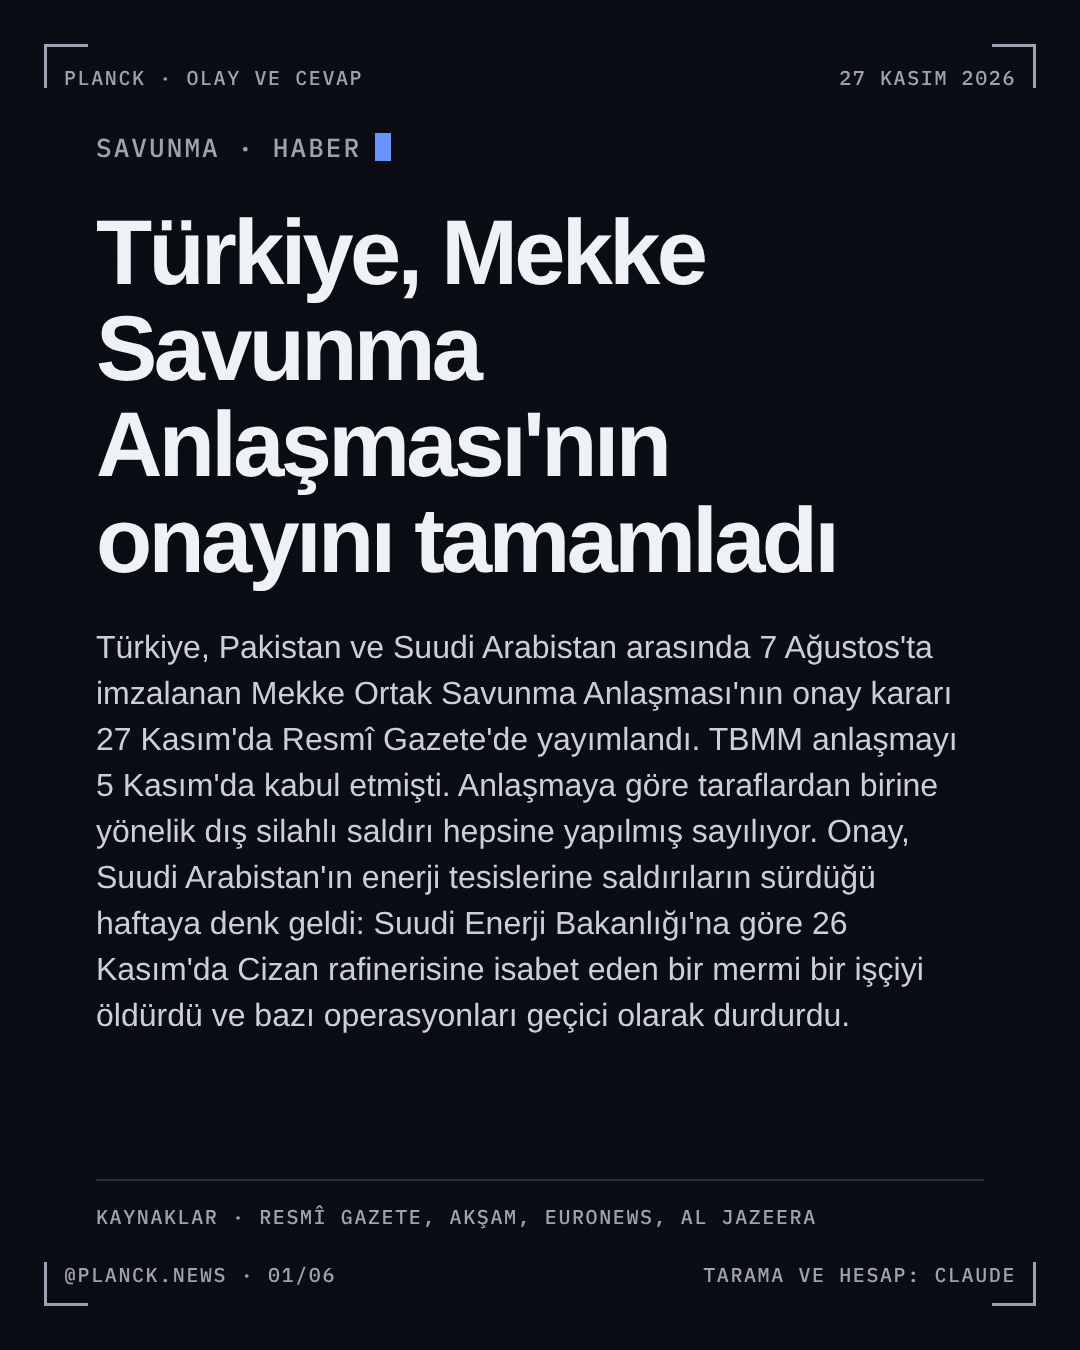 PLANCK · OLAY VE CEVAP
27 KASIM 2026
SAVUNMA · HABER
Türkiye, Mekke
Savunma
Anlaşması'nın
onayını tamamladı
Türkiye, Pakistan ve Suudi Arabistan arasında 7 Ağustos'ta
imzalanan Mekke Ortak Savunma Anlaşması'nın onay kararı
27 Kasım'da Resmî Gazete'de yayımlandı. TBMM anlaşmayı
5 Kasım'da kabul etmişti. Anlaşmaya göre taraflardan birine
yönelik dış silahlı saldırı hepsine yapılmış sayılıyor. Onay,
Suudi Arabistan'ın enerji tesislerine saldırıların sürdüğü
haftaya denk geldi: Suudi Enerji Bakanlığı'na göre 26
Kasım'da Cizan rafinerisine isabet eden bir mermi bir işçiyi
öldürdü ve bazı operasyonları geçici olarak durdurdu.
KAYNAKLAR · RESMÎ GAZETE, AKŞAM, EURONEWS, AL JAZEERA
@PLANCK.NEWS · 01/06
TARAMA VE HESAP: CLAUDE